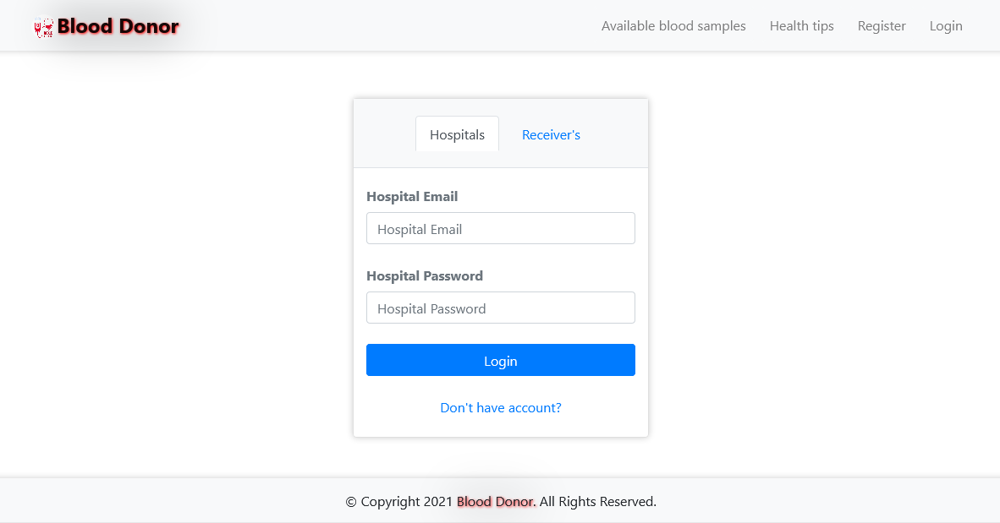 Blood Donor
Available blood samples
Health tips
Register
Login
Hospitals
Receiver's
Hospital Email
Hospital Email
Hospital Password
Hospital Password
Login
Don't have account?
© Copyright 2021 Blood Donor. All Rights Reserved.